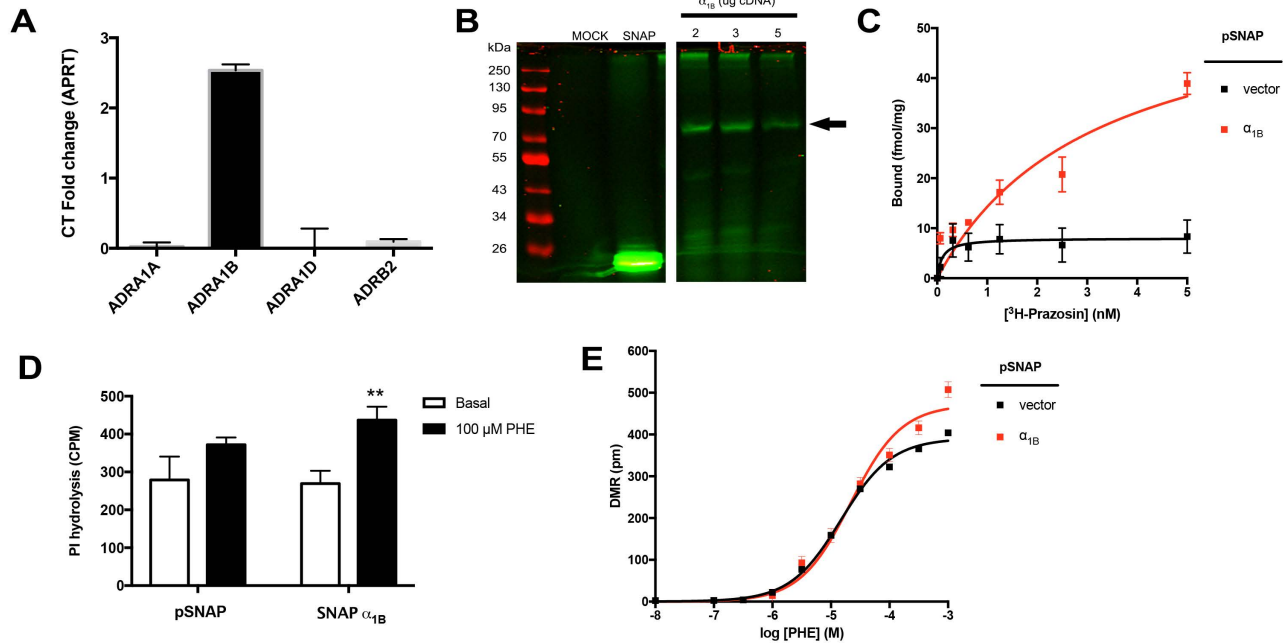 A
CT Fold change (APRT)
3
2
1
0
ADRA1A
ADRA1B
ADRA1D
ADRB2
B
α1B (ug cDNA)
MOCK SNAP 2 3 5
kDa
250
130
95
70
55
43
34
26
C
Bound (fmol/mg)
50
40
30
20
10
0
0 1 2 3 4 5
[³H-Prazosin] (nM)
pSNAP
vector
α1B
D
PI hydrolysis (CPM)
500
400
300
200
100
0
**
pSNAP SNAP α1B
Basal
100 µM PHE
E
DMR (pm)
600
500
400
300
200
100
0
-8 -7 -6 -5 -4 -3
log [PHE] (M)
pSNAP
vector
α1B